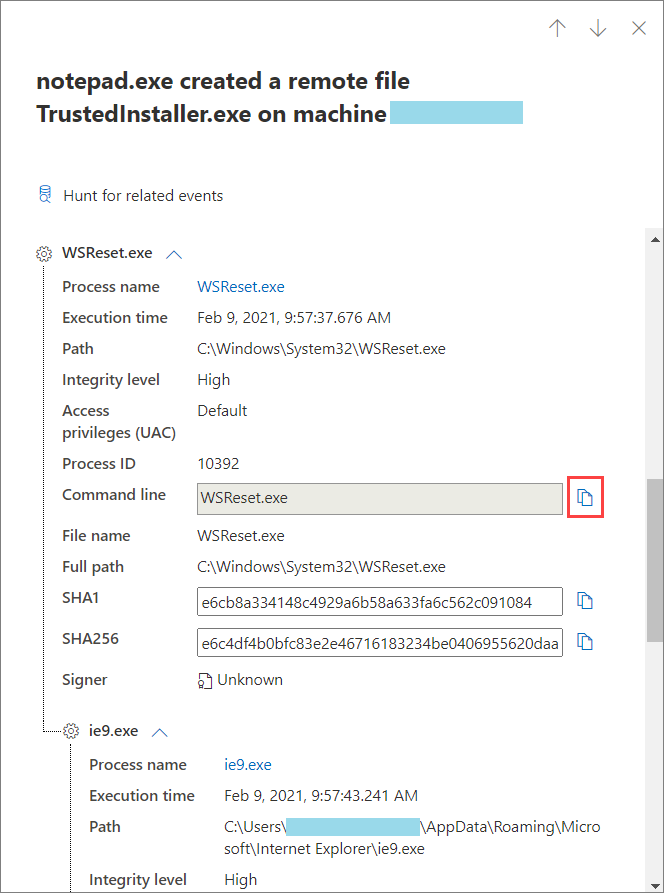 notepad.exe created a remote file
TrustedInstaller.exe on machine
Hunt for related events
WSReset.exe
Process name WSReset.exe
Execution time Feb 9, 2021, 9:57:37.676 AM
Path C:\Windows\System32\WSReset.exe
Integrity level High
Access Default
privileges (UAC)
Process ID 10392
Command line WSReset.exe
File name WSReset.exe
Full path C:\Windows\System32\WSReset.exe
SHA1 e6cb8a334148c4929a6b58a633fa6c562c091084
SHA256 e6c4df4b0bfc83e2e46716183234be0406955620daa
Signer Unknown
ie9.exe
Process name ie9.exe
Execution time Feb 9, 2021, 9:57:43.241 AM
Path C:\Users\ \AppData\Roaming\Micro
soft\Internet Explorer\ie9.exe
Integrity level High